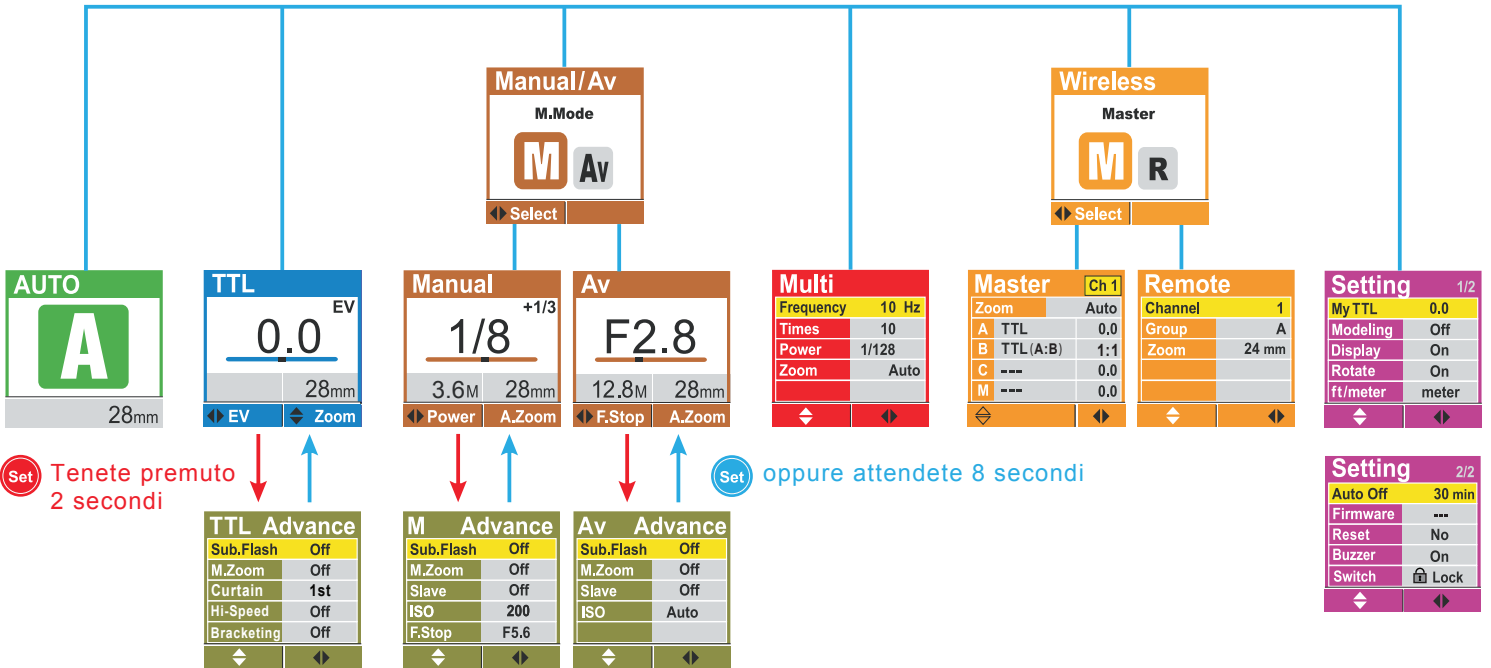 Manual/Av
M.Mode
M Av
Select
Wireless
Master
M R
Select
AUTO
A
28mm
TTL
EV
0.0
28mm
EV Zoom
Manual
+1/3
1/8
3.6M 28mm
Power A.Zoom
Av
F2.8
12.8M 28mm
F.Stop A.Zoom
Multi
Frequency 10 Hz
Times 10
Power 1/128
Zoom Auto
Master Ch 1
Zoom Auto
A TTL 0.0
B TTL(A:B) 1:1
C --- 0.0
M --- 0.0
Remote
Channel 1
Group A
Zoom 24 mm
Setting 1/2
My TTL 0.0
Modeling Off
Display On
Rotate On
ft/meter meter
Set Tenete premuto
2 secondi
Set oppure attendete 8 secondi
TTL Advance
Sub.Flash Off
M.Zoom Off
Curtain 1st
Hi-Speed Off
Bracketing Off
M Advance
Sub.Flash Off
M.Zoom Off
Slave Off
ISO 200
F.Stop F5.6
Av Advance
Sub.Flash Off
M.Zoom Off
Slave Off
ISO Auto
Setting 2/2
Auto Off 30 min
Firmware ---
Reset No
Buzzer On
Switch Lock